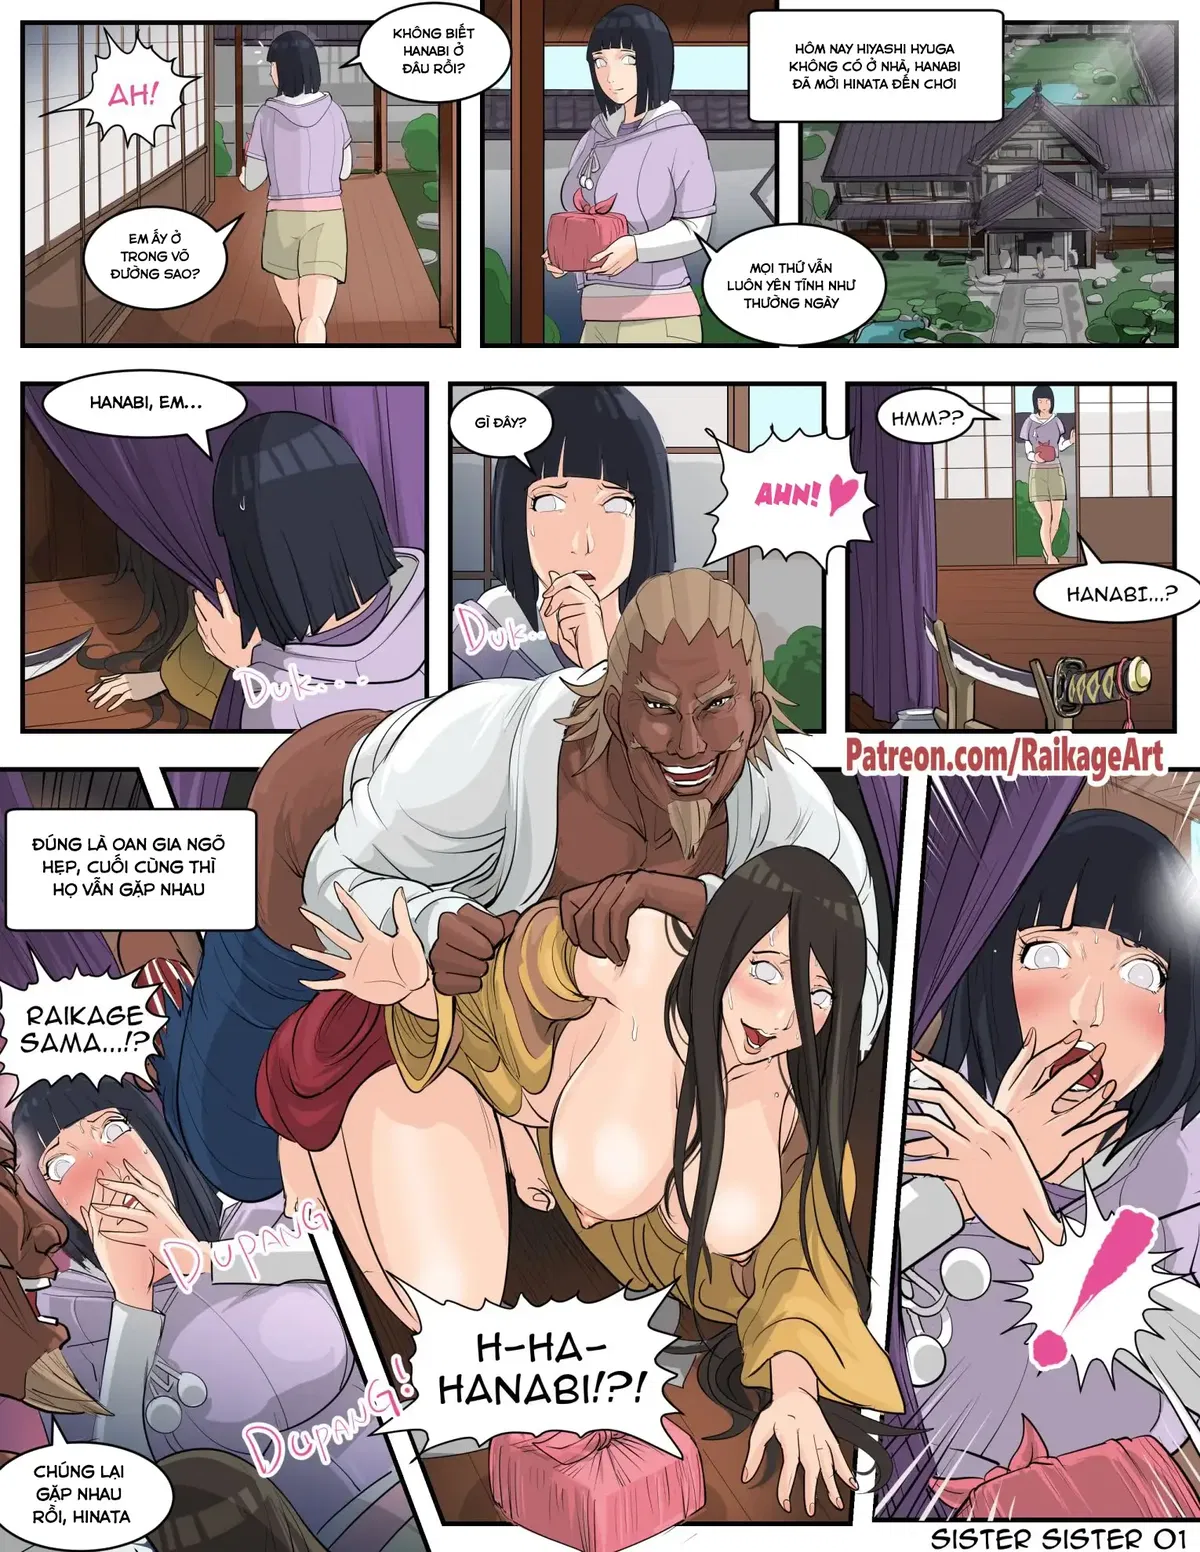 HÔM NAY HIYASHI HYUGA
KHÔNG CÓ Ở NHÀ, HANABI
ĐÃ MỜI HINATA ĐẾN CHƠI
MỌI THỨ VẪN
LUÔN YÊN TĨNH NHƯ
THƯỜNG NGÀY
KHÔNG BIẾT
HANABI Ở
ĐÂU RỒI?
AH!
EM ẤY Ở
TRONG VÕ
ĐƯỜNG SAO?
HMM??
HANABI...?
AHN!
GÌ ĐÂY?
DUK..
HANABI, EM...
DUK...
Patreon.com/RaikageArt
ĐÚNG LÀ OAN GIA NGÕ
HẸP, CUỐI CÙNG THÌ
HỌ VẪN GẶP NHAU
!
H-HA-
HANABI!?!
RAIKAGE
SAMA...!?
DUPANG
DUPANG!
CHÚNG LẠI
GẶP NHAU
RỒI, HINATA
SISTER SISTER 01